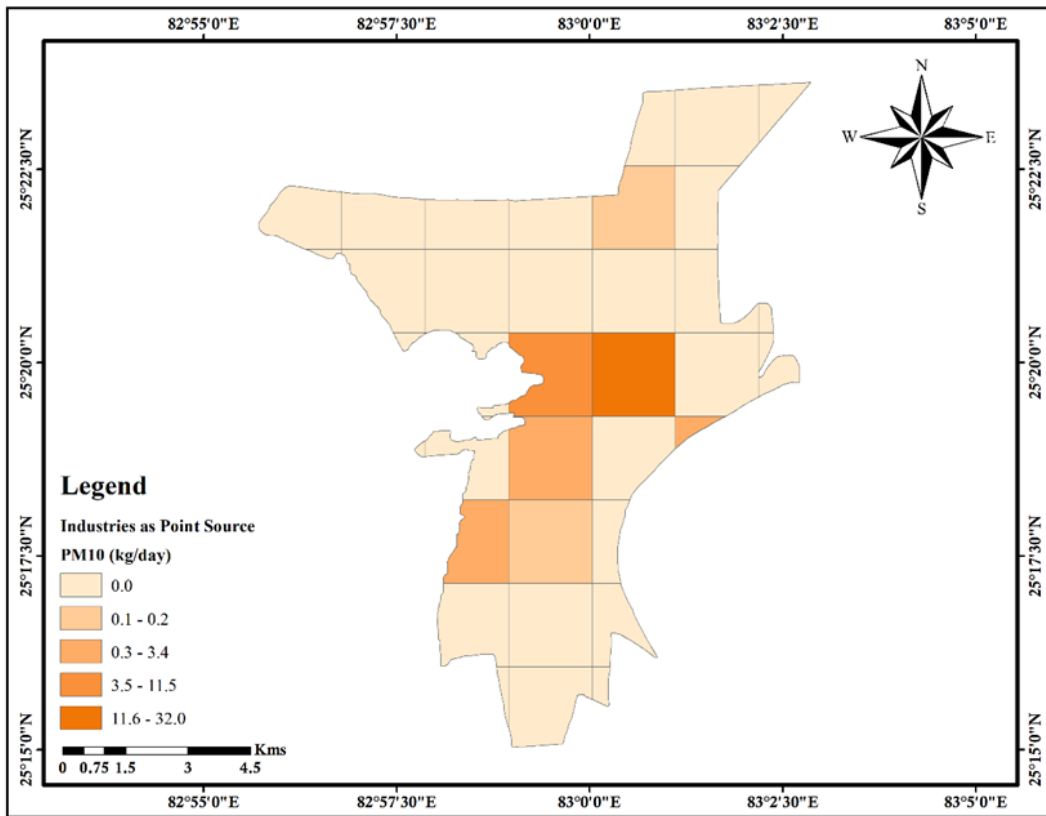 82°55'0"E 82°57'30"E 83°0'0"E 83°2'30"E 83°5'0"E
N
W E
S
25°22'30"N 25°22'30"N
25°20'0"N 25°20'0"N
25°17'30"N 25°17'30"N
25°15'0"N 25°15'0"N
Legend
Industries as Point Source
PM10 (kg/day)
0.0
0.1 - 0.2
0.3 - 3.4
3.5 - 11.5
11.6 - 32.0
Kms
0 0.75 1.5 3 4.5
82°55'0"E 82°57'30"E 83°0'0"E 83°2'30"E 83°5'0"E